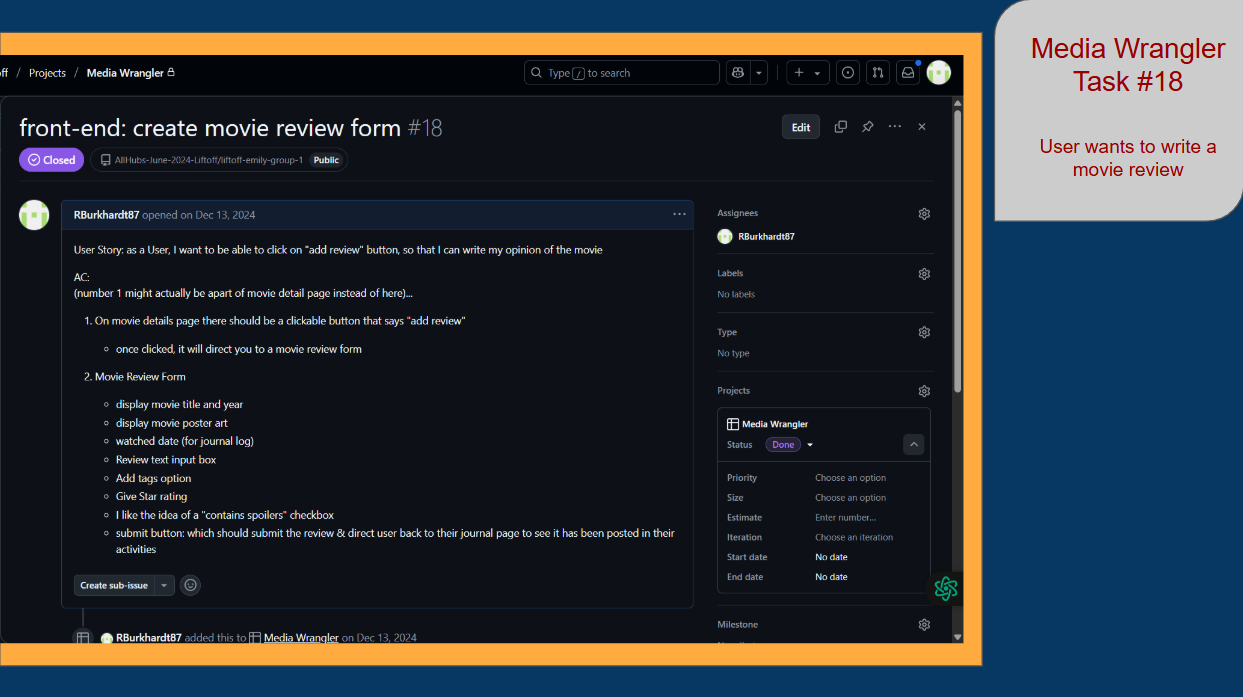 ff / Projects / Media Wrangler
Type / to search
front-end: create movie review form #18
Edit
Closed
AllHubs-June-2024-Liftoff/liftoff-emily-group-1 Public
RBurkhardt87 opened on Dec 13, 2024
User Story: as a User, I want to be able to click on "add review" button, so that I can write my opinion of the movie
AC:
(number 1 might actually be apart of movie detail page instead of here)...
1. On movie details page there should be a clickable button that says "add review"
once clicked, it will direct you to a movie review form
2. Movie Review Form
display movie title and year
display movie poster art
watched date (for journal log)
Review text input box
Add tags option
Give Star rating
I like the idea of a "contains spoilers" checkbox
submit button: which should submit the review & direct user back to their journal page to see it has been posted in their
activities
Create sub-issue
RBurkhardt87 added this to Media Wrangler on Dec 13, 2024
Assignees
RBurkhardt87
Labels
No labels
Type
No type
Projects
Media Wrangler
Status Done
Priority Choose an option
Size Choose an option
Estimate Enter number...
Iteration Choose an iteration
Start date No date
End date No date
Milestone
Media Wrangler
Task #18
User wants to write a
movie review